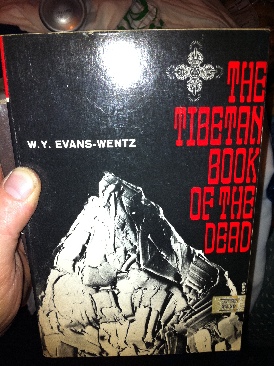 THE
TIBETAN
BOOK
OF THE
DEAD
W.Y. EVANS-WENTZ